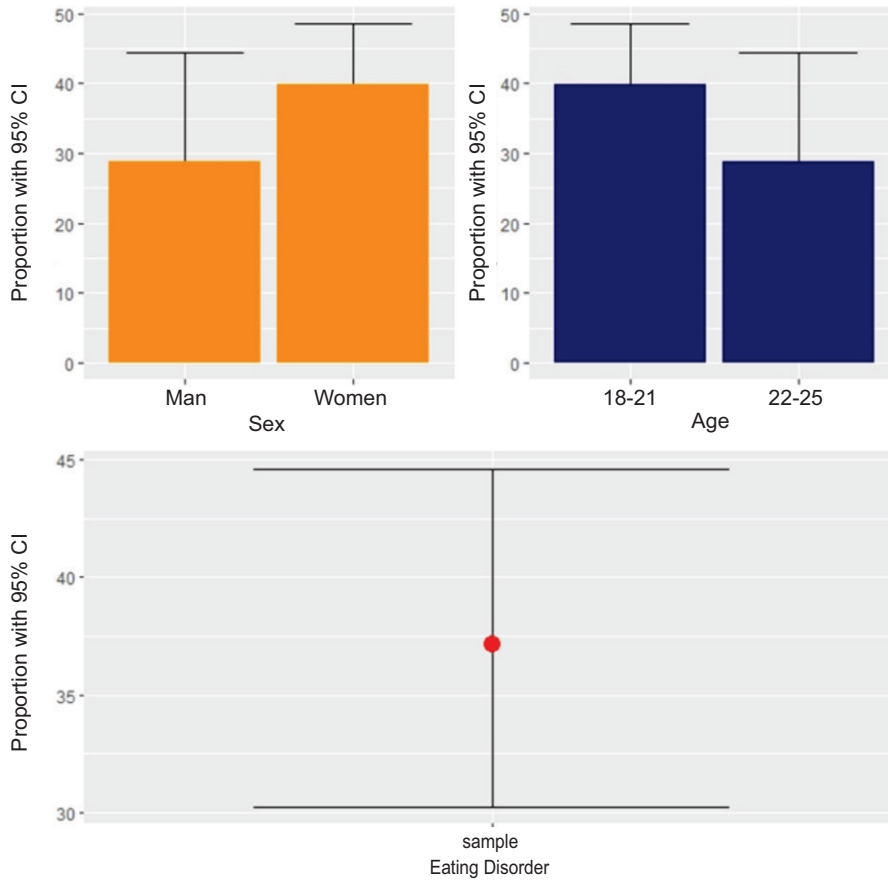 Proportion with 95% CI
50
40
30
20
10
0
Man Women
Sex
Proportion with 95% CI
50
40
30
20
10
0
18-21 22-25
Age
Proportion with 95% CI
45
40
35
30
sample
Eating Disorder